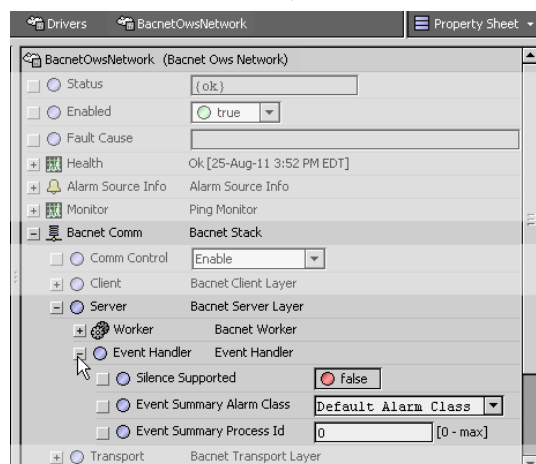 Drivers BacnetOwsNetwork Property Sheet
BacnetOwsNetwork (Bacnet Ows Network)
Status {ok}
Enabled true
Fault Cause
Health Ok [25-Aug-11 3:52 PM EDT]
Alarm Source Info Alarm Source Info
Monitor Ping Monitor
Bacnet Comm Bacnet Stack
Comm Control Enable
Client Bacnet Client Layer
Server Bacnet Server Layer
Worker Bacnet Worker
Event Handler Event Handler
Silence Supported false
Event Summary Alarm Class Default Alarm Class
Event Summary Process Id 0 [0 - max]
Transport Bacnet Transport Layer